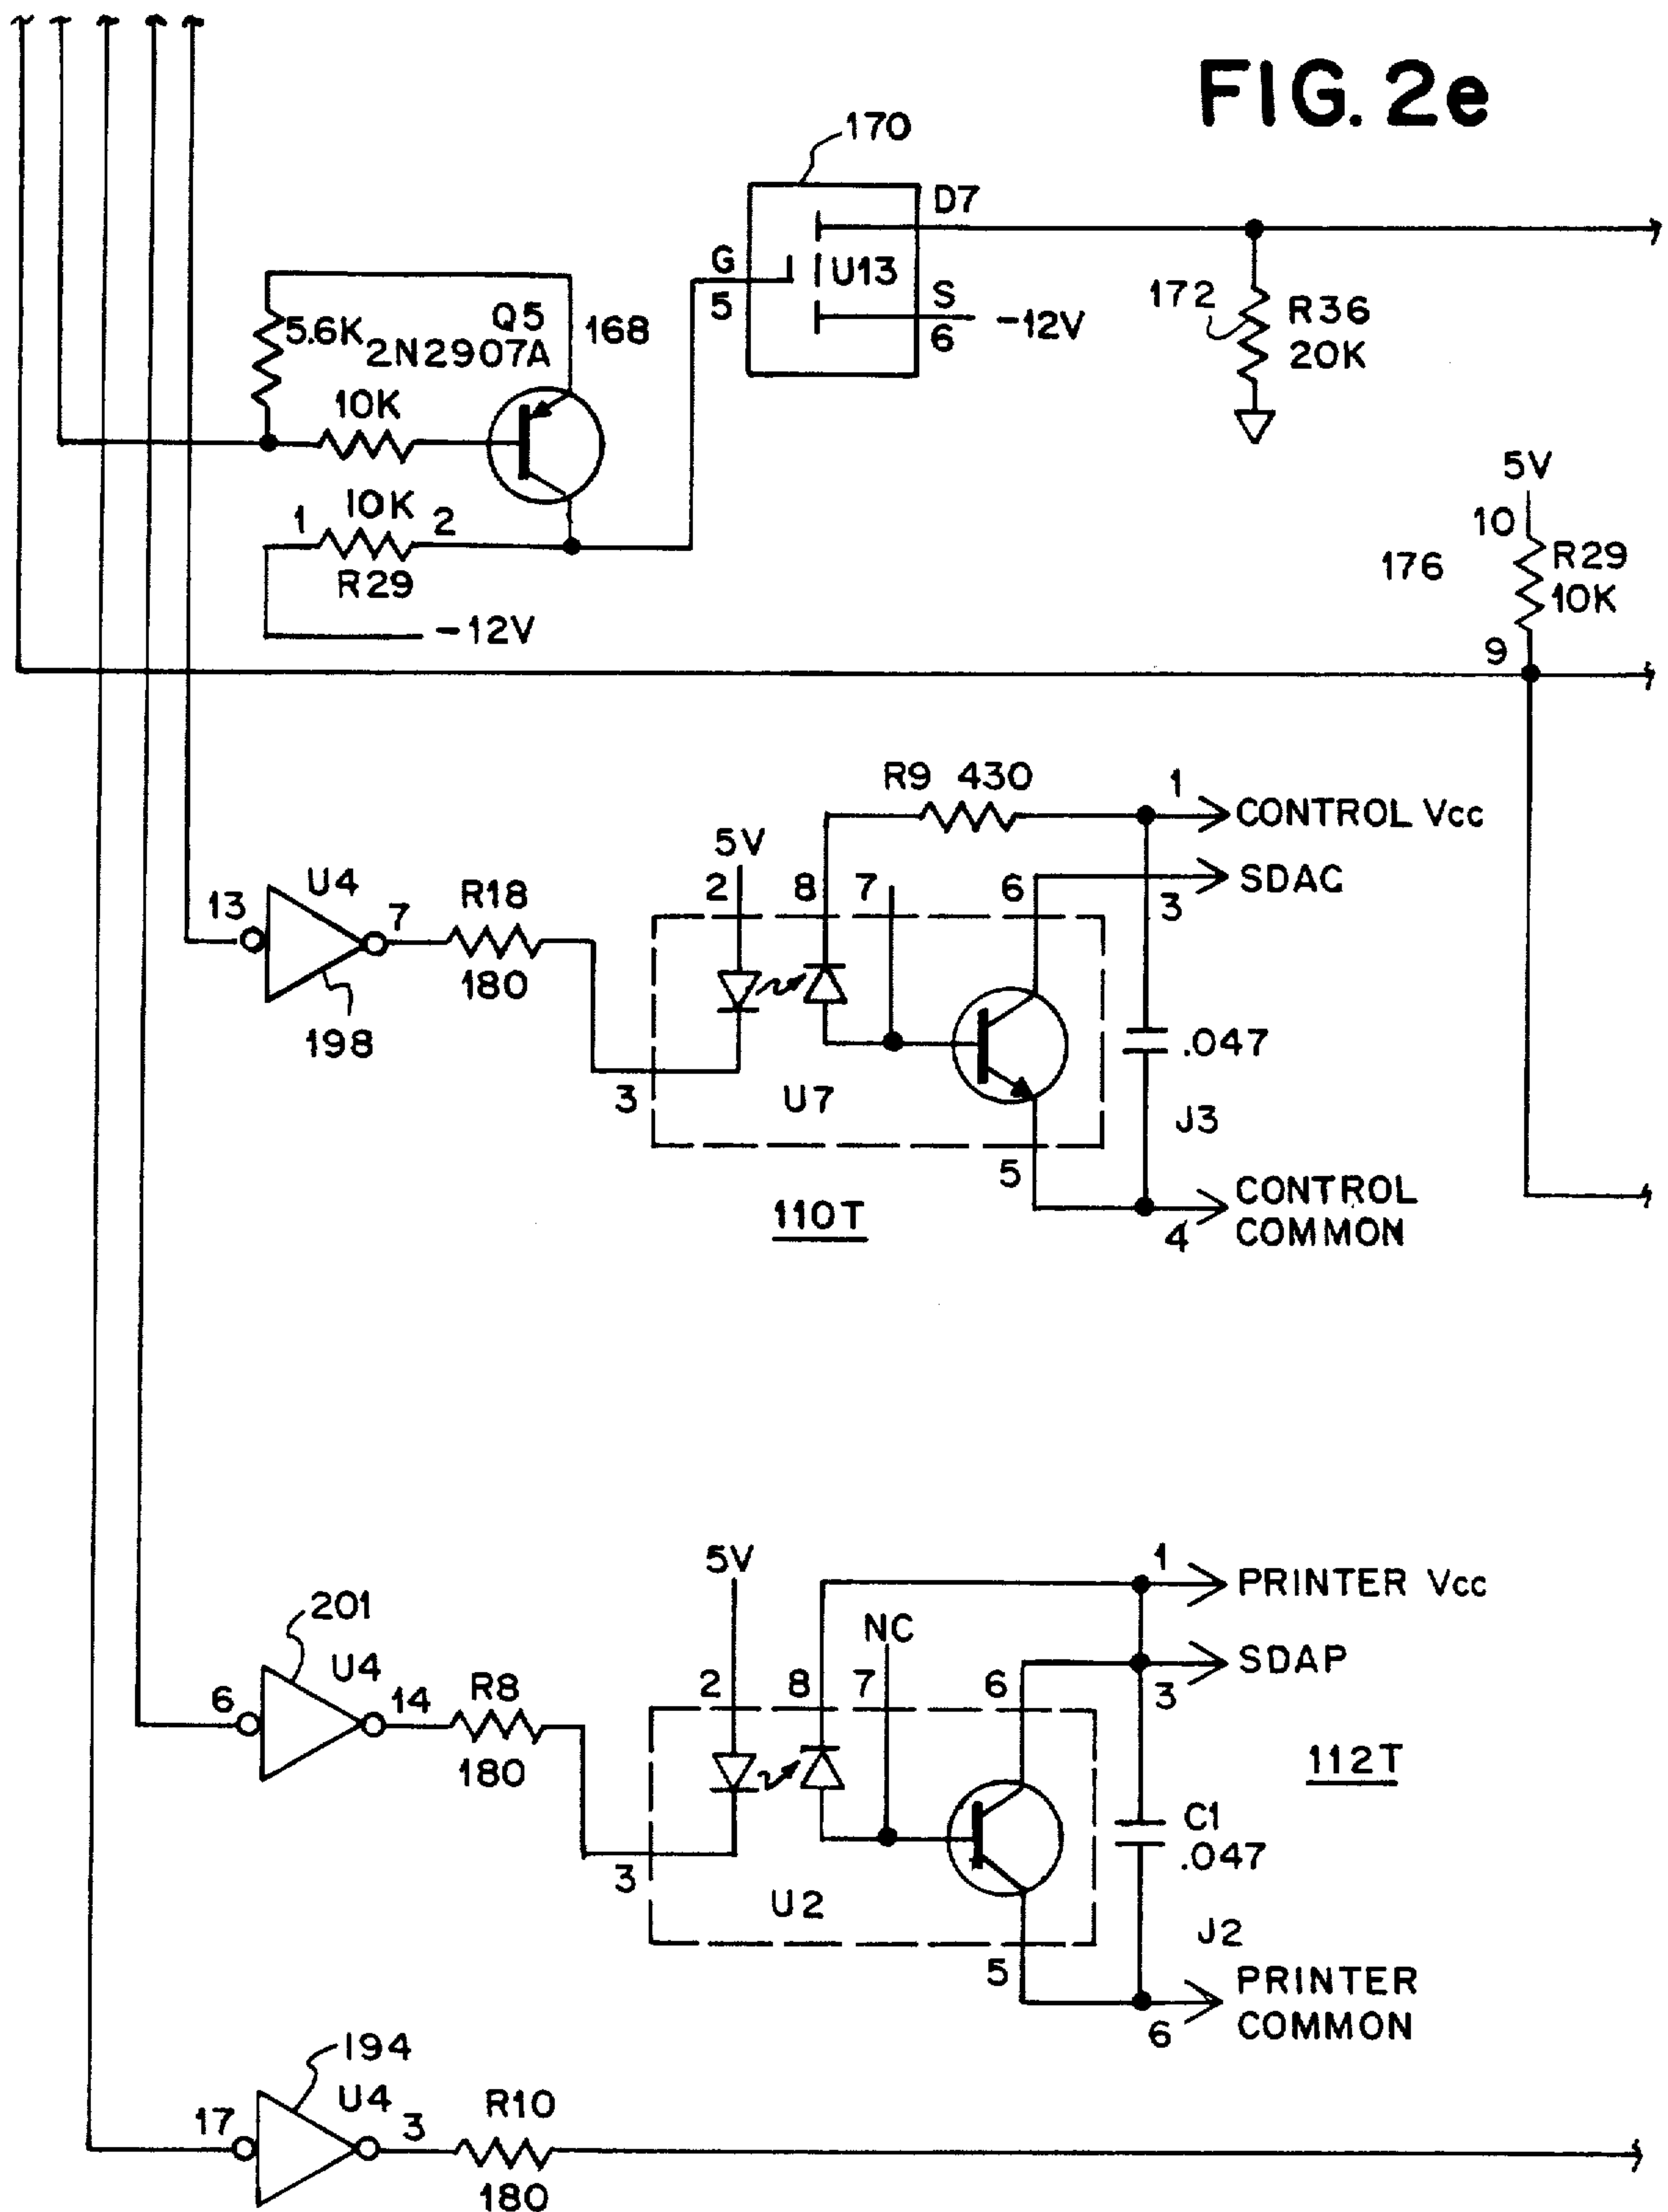 FIG. 2e
170
D7
G
U13
5
S
-12V
6
172
R36
20K
5.6K
Q5
2N2907A
168
10K
10K
1
2
R29
-12V
5V
10
176
R29
10K
9
R9 430
1
CONTROL Vcc
5V
2
8
7
6
SDAC
3
U4
13
7
R18
180
198
.047
3
U7
J3
5
110T
CONTROL
COMMON
4
5V
1
PRINTER Vcc
201
NC
SDAP
U4
2
8
7
6
3
6
14
R8
180
112T
C1
.047
3
U2
J2
5
PRINTER
COMMON
6
194
U4
17
3
R10
180